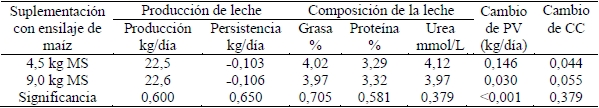 Suplementación con ensilaje de maíz Producción de leche Composición de la leche Cambio de PV (kg/día) Cambio de CC
Producción kg/día Persistencia kg/día Grasa % Proteína % Urea mmol/L
4,5 kg MS 22,5 -0,103 4,02 3,29 4,12 0,146 0,044
9,0 kg MS 22,6 -0,106 3,97 3,32 3,97 0,030 0,055
Significancia 0,600 0,650 0,705 0,581 0,379 <0,001 0,379